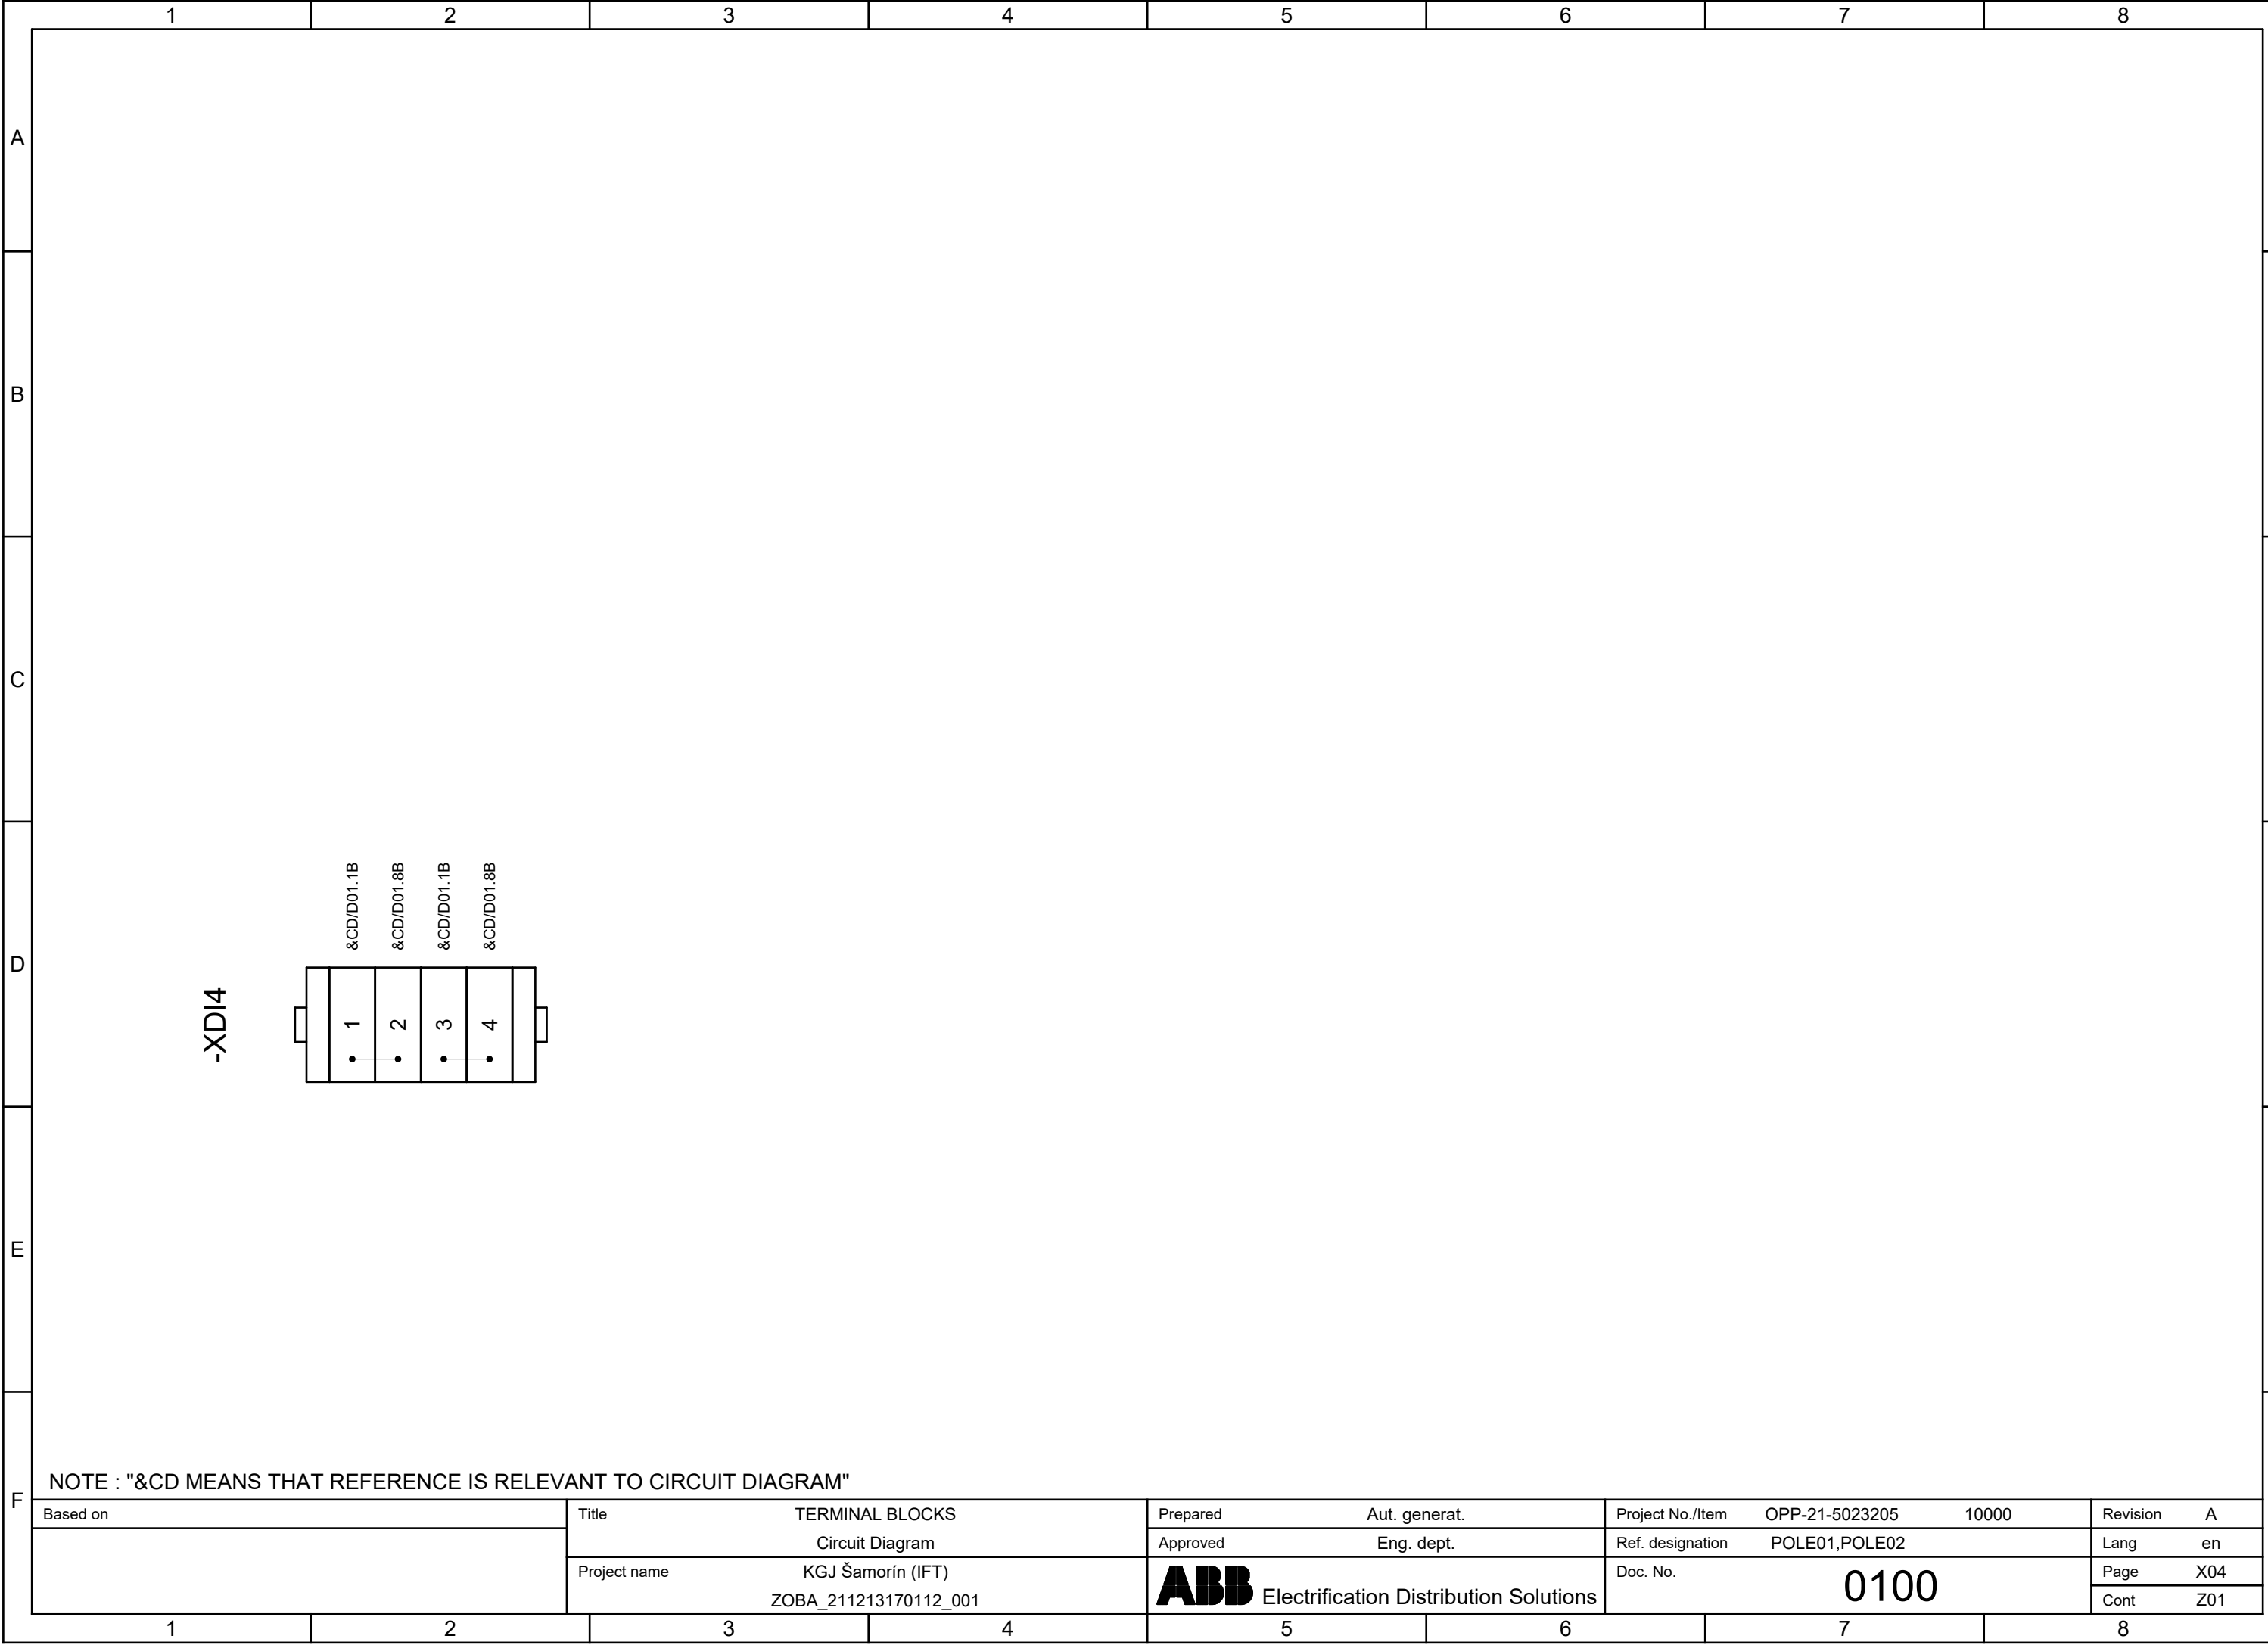 1 2 3 4 5 6 7 8
A
B
C
D
E
F
&CD/D01.1B
&CD/D01.8B
&CD/D01.1B
&CD/D01.8B
-XDI4
1
2
3
4
NOTE : "&CD MEANS THAT REFERENCE IS RELEVANT TO CIRCUIT DIAGRAM"
Based on
Title TERMINAL BLOCKS
Circuit Diagram
Project name KGJ Šamorín (IFT)
ZOBA_211213170112_001
Prepared Aut. generat.
Approved Eng. dept.
ABB Electrification Distribution Solutions
Project No./Item OPP-21-5023205 10000
Ref. designation POLE01,POLE02
Doc. No. 0100
Revision A
Lang en
Page X04
Cont Z01
1 2 3 4 5 6 7 8